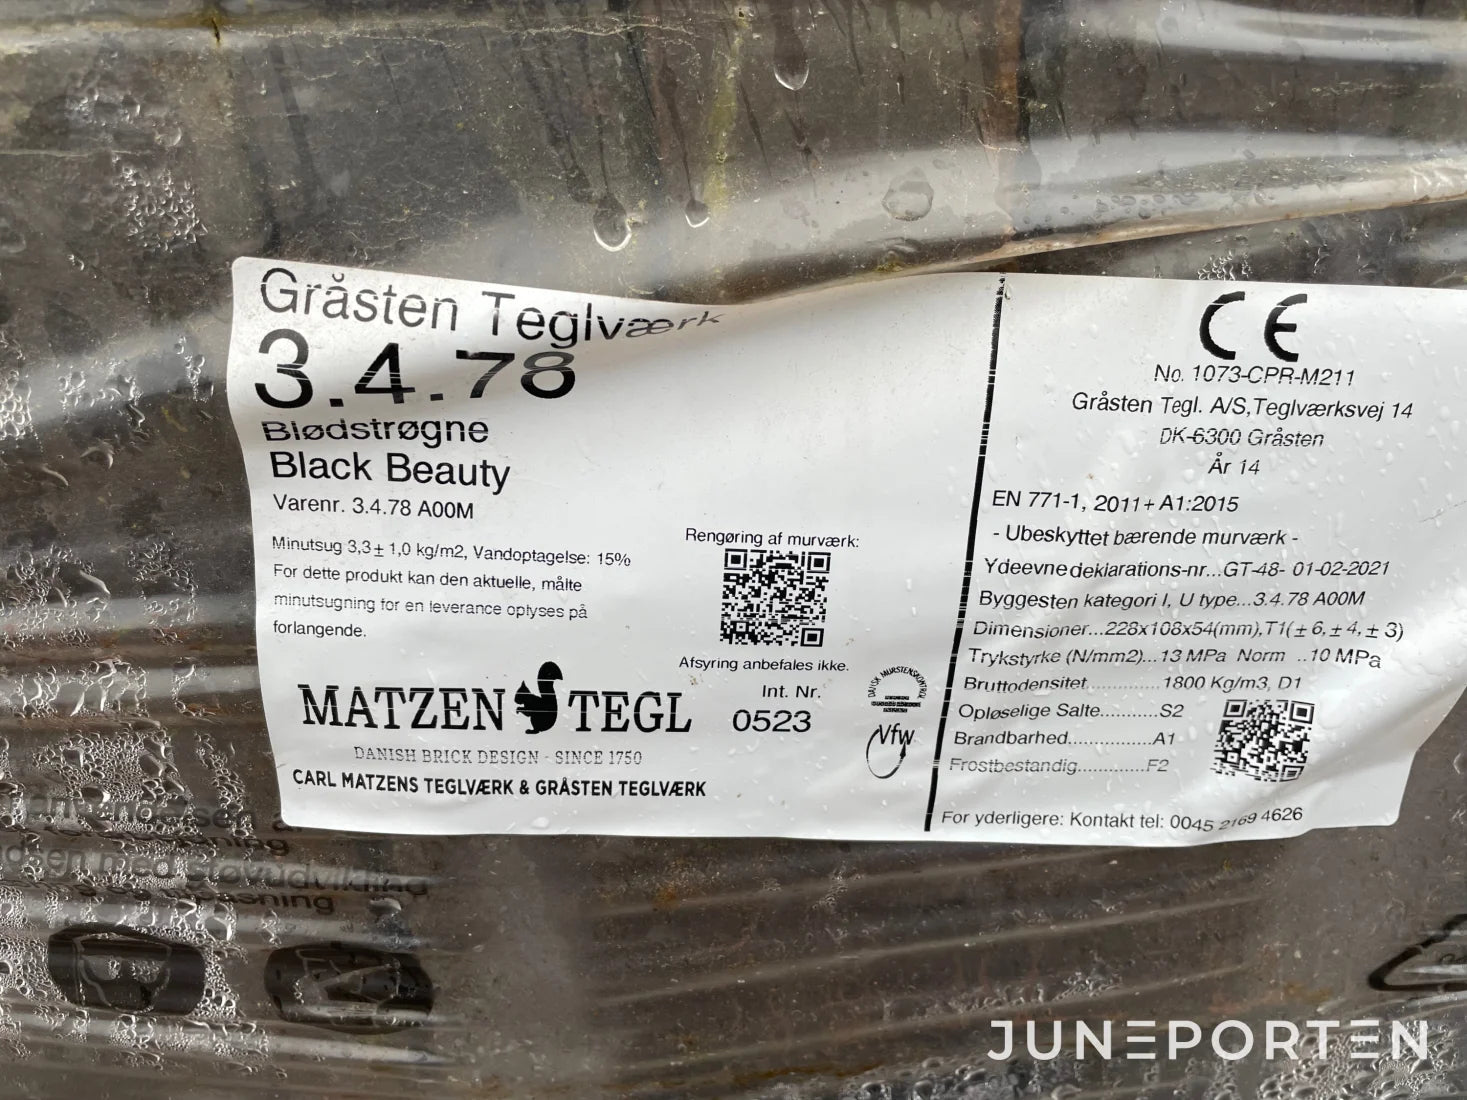 Gråsten Teglværk
3.4.78
Blødstrøgne
Black Beauty
Varenr. 3.4.78 A00M
Minutsug 3,3± 1,0 kg/m2, Vandoptagelse: 15%
For dette produkt kan den aktuelle, målte
minutsugning for en leverance oplyses på
forlangende.
Rengøring af murværk:
Afsyring anbefales ikke.
Int. Nr.
0523
MATZEN TEGL
DANISH BRICK DESIGN - SINCE 1750
CARL MATZENS TEGLVÆRK & GRÅSTEN TEGLVÆRK
DANSK MURSTENSKONTROL
Vfw
CE
No. 1073-CPR-M211
Gråsten Tegl. A/S,Teglværksvej 14
DK-6300 Gråsten
År 14
EN 771-1, 2011+ A1:2015
- Ubeskyttet bærende murværk -
Ydeevnedeklarations-nr...GT-48- 01-02-2021
Byggesten kategori I, U type...3.4.78 A00M
Dimensioner...228x108x54(mm),T1(± 6, ± 4, ± 3)
Trykstyrke (N/mm2)...13 MPa Norm ..10 MPa
Bruttodensitet.............1800 Kg/m3, D1
Opløselige Salte...........S2
Brandbarhed................A1
Frostbestandig.............F2
For yderligere: Kontakt tel: 0045 2169 4626
med støvudvikling
JUNEPORTEN